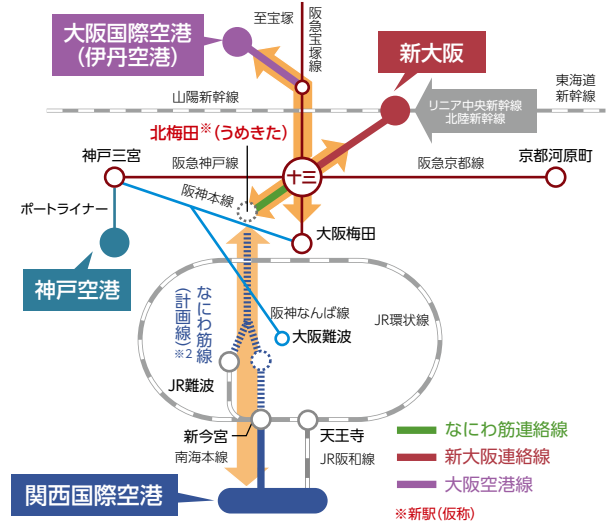 至宝塚
阪急宝塚線
大阪国際空港
(伊丹空港)
新大阪
山陽新幹線
東海道
新幹線
リニア中央新幹線
北陸新幹線
北梅田※(うめきた)
神戸三宮
阪急神戸線
十三
阪急京都線
京都河原町
阪神本線
ポートライナー
大阪梅田
神戸空港
なにわ筋線
(計画線)※2
阪神なんば線
JR環状線
大阪難波
JR難波
新今宮
天王寺
南海本線
JR阪和線
関西国際空港
なにわ筋連絡線
新大阪連絡線
大阪空港線
※新駅(仮称)